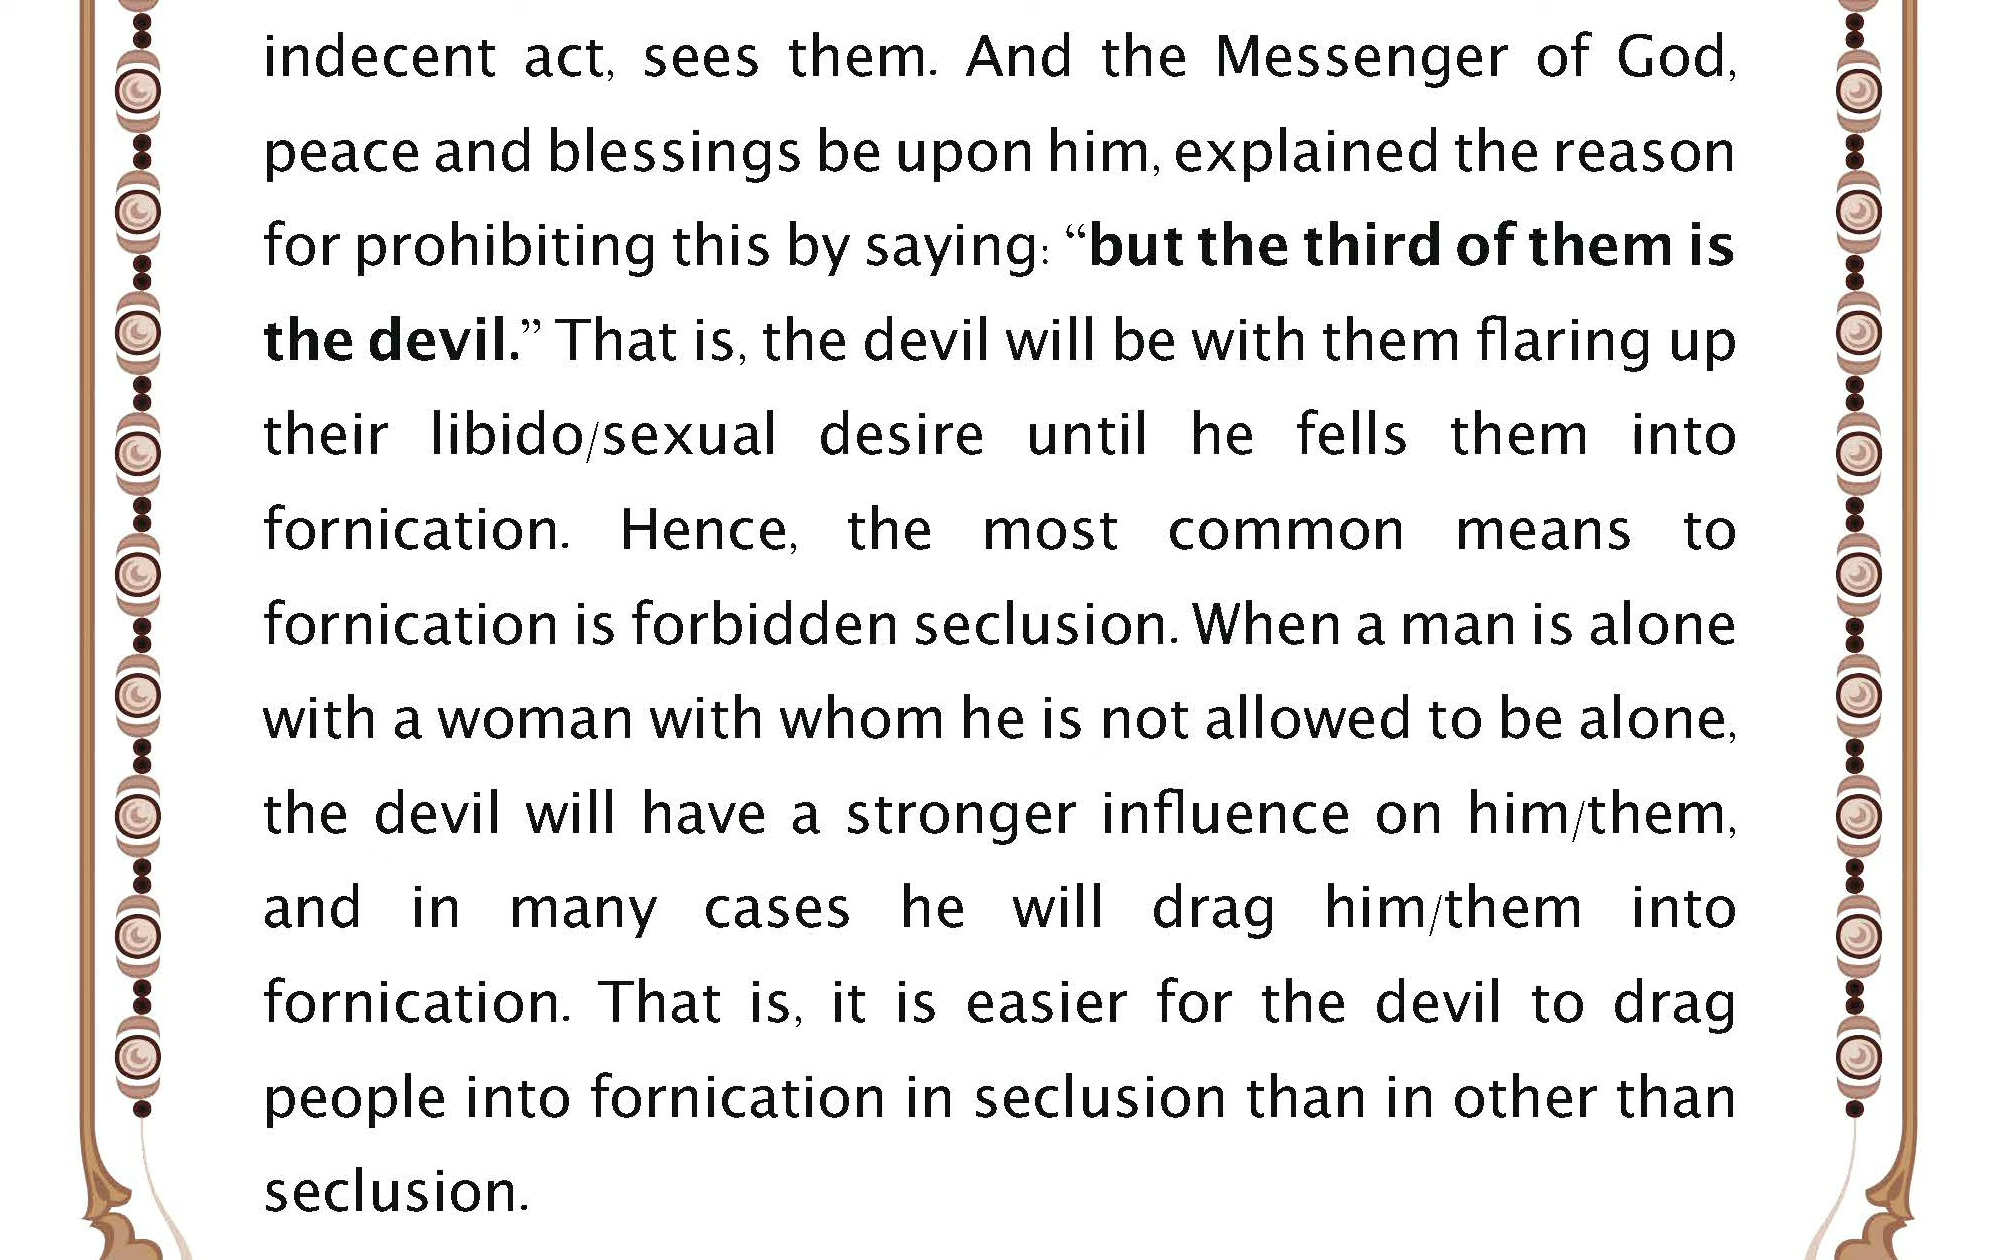 indecent act, sees them. And the Messenger of God,
peace and blessings be upon him, explained the reason
for prohibiting this by saying: “but the third of them is
the devil.” That is, the devil will be with them flaring up
their libido/sexual desire until he fells them into
fornication. Hence, the most common means to
fornication is forbidden seclusion. When a man is alone
with a woman with whom he is not allowed to be alone,
the devil will have a stronger influence on him/them,
and in many cases he will drag him/them into
fornication. That is, it is easier for the devil to drag
people into fornication in seclusion than in other than
seclusion.